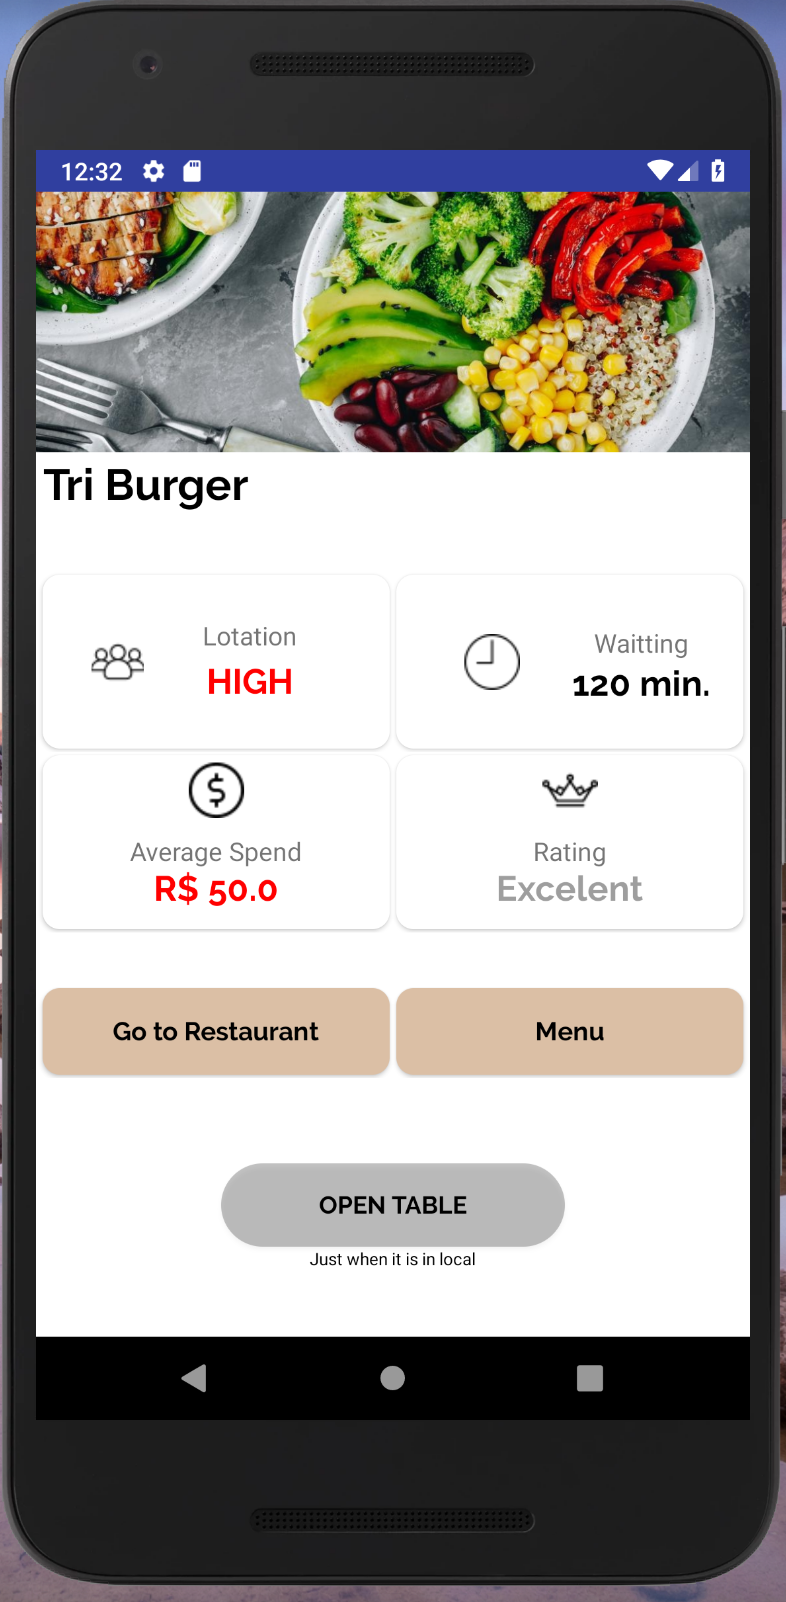 12:32
Tri Burger
Lotation
HIGH
Waitting
120 min.
Average Spend
R$ 50.0
Rating
Excelent
Go to Restaurant
Menu
OPEN TABLE
Just when it is in local